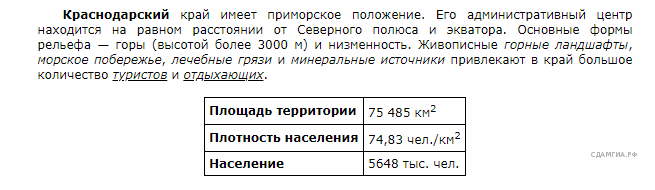 Краснодарский край имеет приморское положение. Его административный центр
находится на равном расстоянии от Северного полюса и экватора. Основные формы
рельефа — горы (высотой более 3000 м) и низменность. Живописные горные ландшафты,
морское побережье, лечебные грязи и минеральные источники привлекают в край большое
количество туристов и отдыхающих.
Площадь территории 75 485 км²
Плотность населения 74,83 чел./км²
Население 5648 тыс. чел.
СДАМГИА.РФ